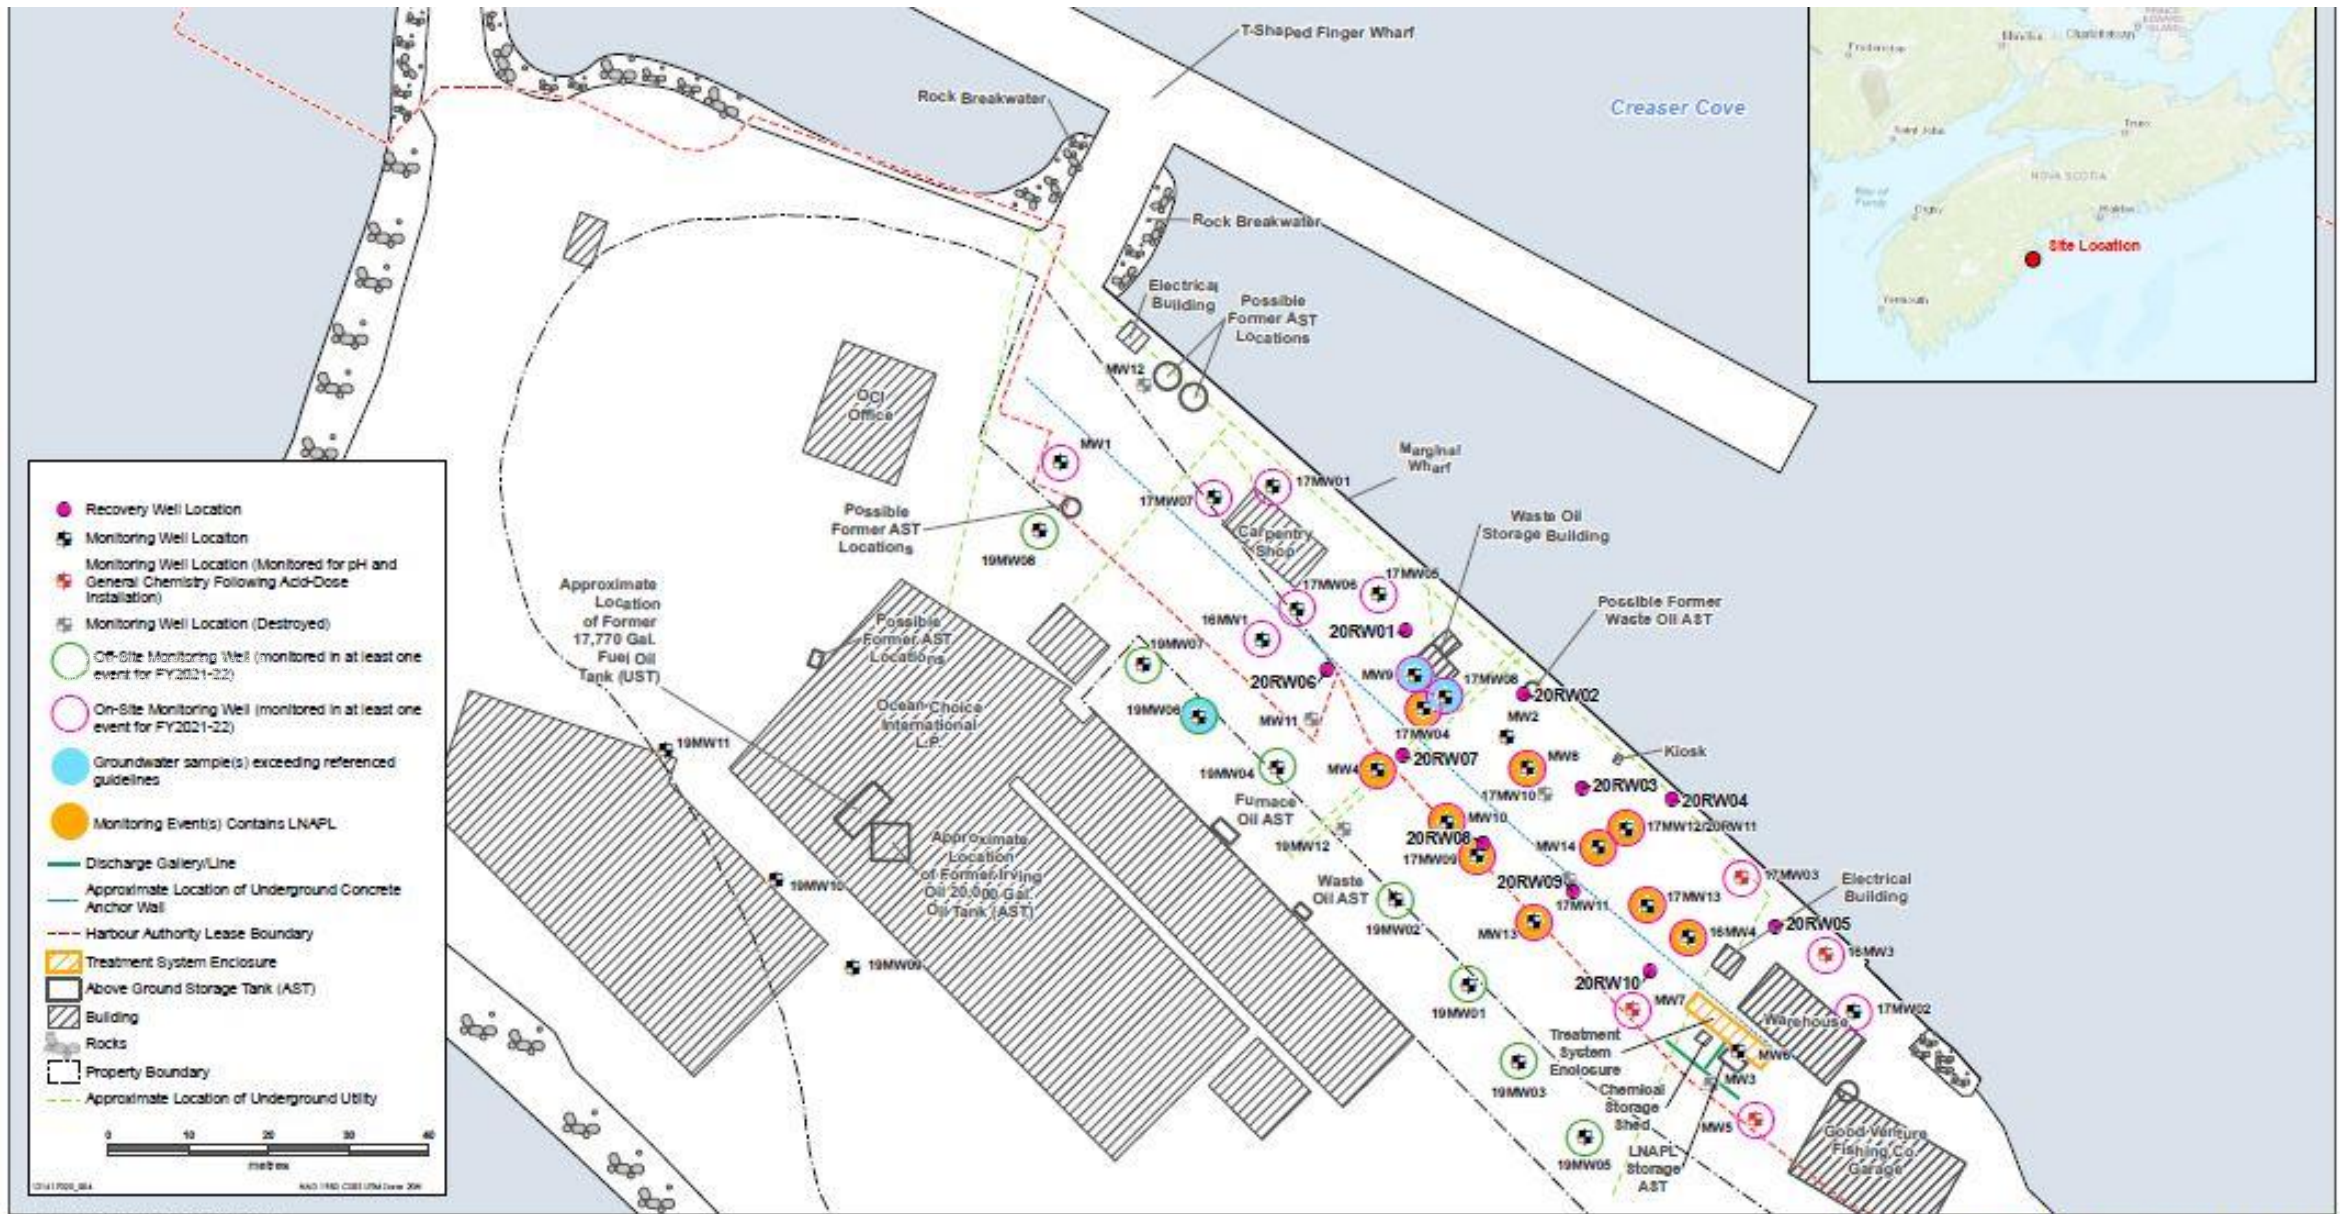 T-Shaped Finger Wharf
Rock Breakwater
Creaser Cove
Rock Breakwater
Charlottetown
NOVA SCOTIA
Truro
Digby
Halifax
Yarmouth
Site Location
Electrical
Building
Possible
Former AST
Locations
MW12
OCI
Office
MW1
Marginal
Wharf
17MW07
17MW01
Possible
Former AST
Locations
19MW08
Carpentry
Shop
Waste Oil
Storage Building
17MW06
17MW05
16MW1
20RW01
Possible Former
Waste Oil AST
Approximate
Location
of Former
17,770 Gal.
Fuel Oil
Tank (UST)
Possible
Former AST
Locations
19MW07
20RW06
MW9
17MW08
20RW02
MW2
19MW06
MW11
17MW04
Ocean Choice
International
L.P.
19MW11
19MW04
MW4
20RW07
MW8
Kiosk
17MW10
20RW03
20RW04
Furnace
Oil AST
MW10
20RW08
17MW12/20RW11
19MW12
17MW09
MW14
Approximate
Location
of Former Irving
Oil 20,000 Gal.
Oil Tank (AST)
19MW10
Waste
Oil AST
20RW09
17MW11
17MW03
Electrical
Building
17MW13
19MW02
MW13
16MW4
20RW05
16MW3
19MW09
20RW10
19MW01
MW7
17MW02
Warehouse
Treatment
System
Enclosure
MW6
MW3
19MW03
Chemical
Storage
Shed
MW5
Good Venture
Fishing Co.
Garage
19MW05
LNAPL
Storage
AST
Recovery Well Location
Monitoring Well Location
Monitoring Well Location (Monitored for pH and
General Chemistry Following Acid-Dose
Installation)
Monitoring Well Location (Destroyed)
Off-Site Monitoring Well (monitored in at least one
event for FY2021-22)
On-Site Monitoring Well (monitored in at least one
event for FY2021-22)
Groundwater sample(s) exceeding referenced
guidelines
Monitoring Event(s) Contains LNAPL
Discharge Gallery/Line
Approximate Location of Underground Concrete
Anchor Wall
Harbour Authority Lease Boundary
Treatment System Enclosure
Above Ground Storage Tank (AST)
Building
Rocks
Property Boundary
Approximate Location of Underground Utility
0 10 20 30 40
metres